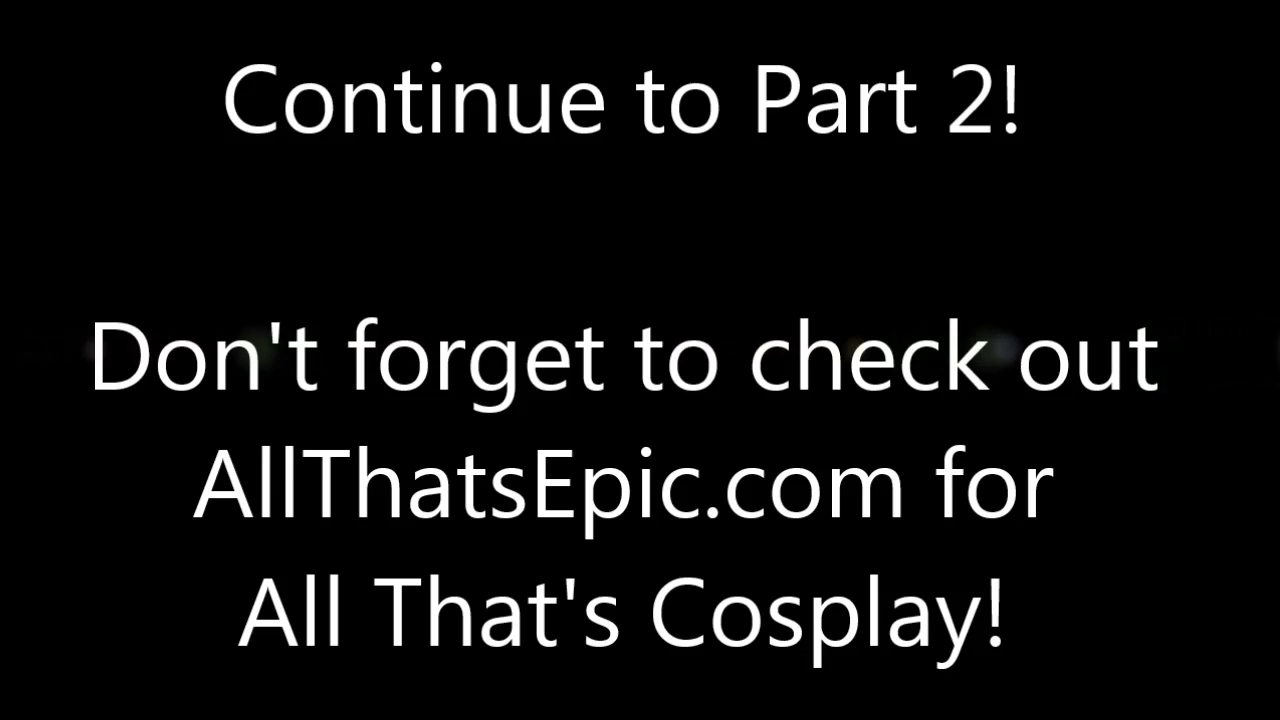 Continue to Part 2!
Don't forget to check out
AllThatsEpic.com for
All That's Cosplay!